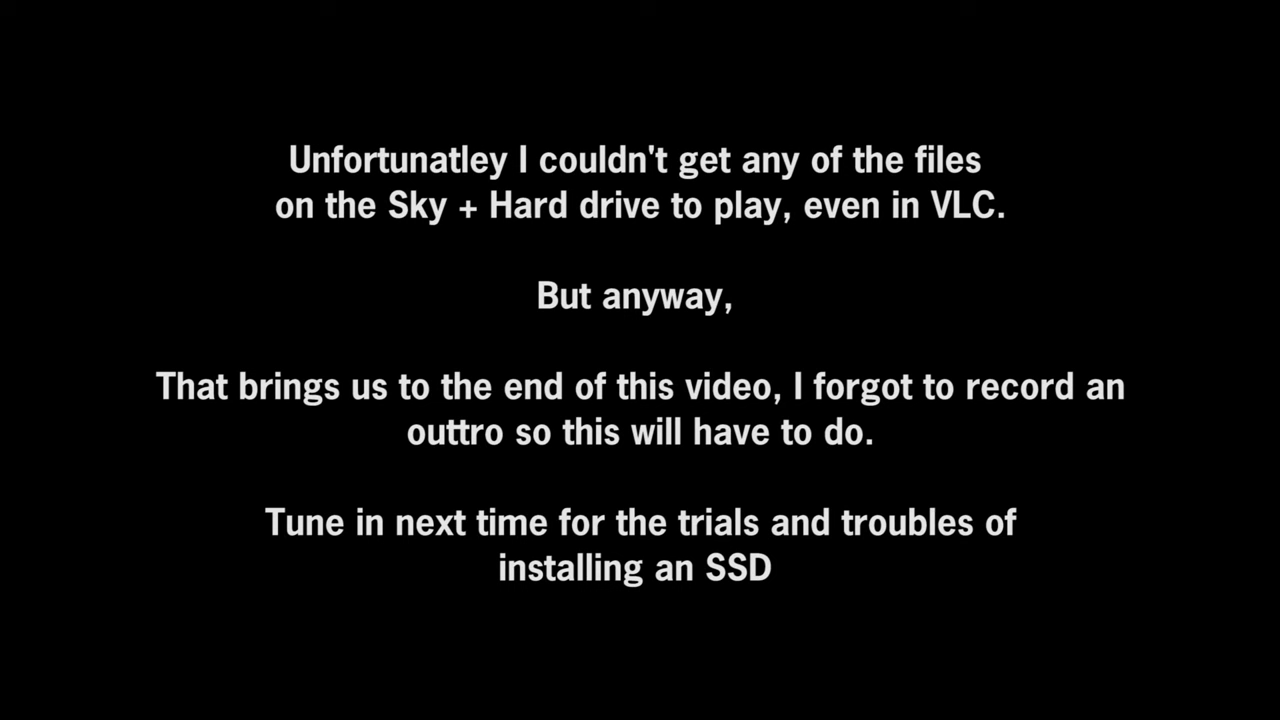 Unfortunatley I couldn't get any of the files
on the Sky + Hard drive to play, even in VLC.
But anyway,
That brings us to the end of this video, I forgot to record an
outtro so this will have to do.
Tune in next time for the trials and troubles of
installing an SSD